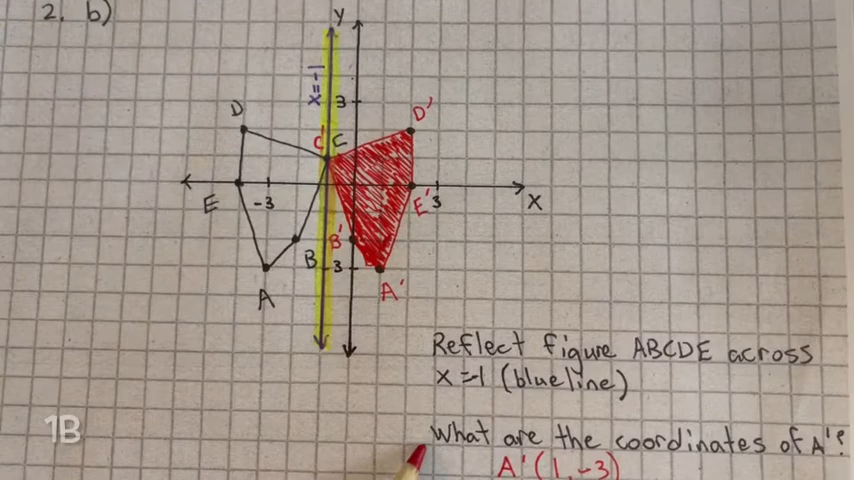 2. b)
Y
x=-1
3
D
D'
C'
C
E
-3
E'
3
X
B'
B
-3
A
A'
Reflect figure ABCDE across
x=-1 (blue line)
What are the coordinates of A'?
A'(1,-3)
1B